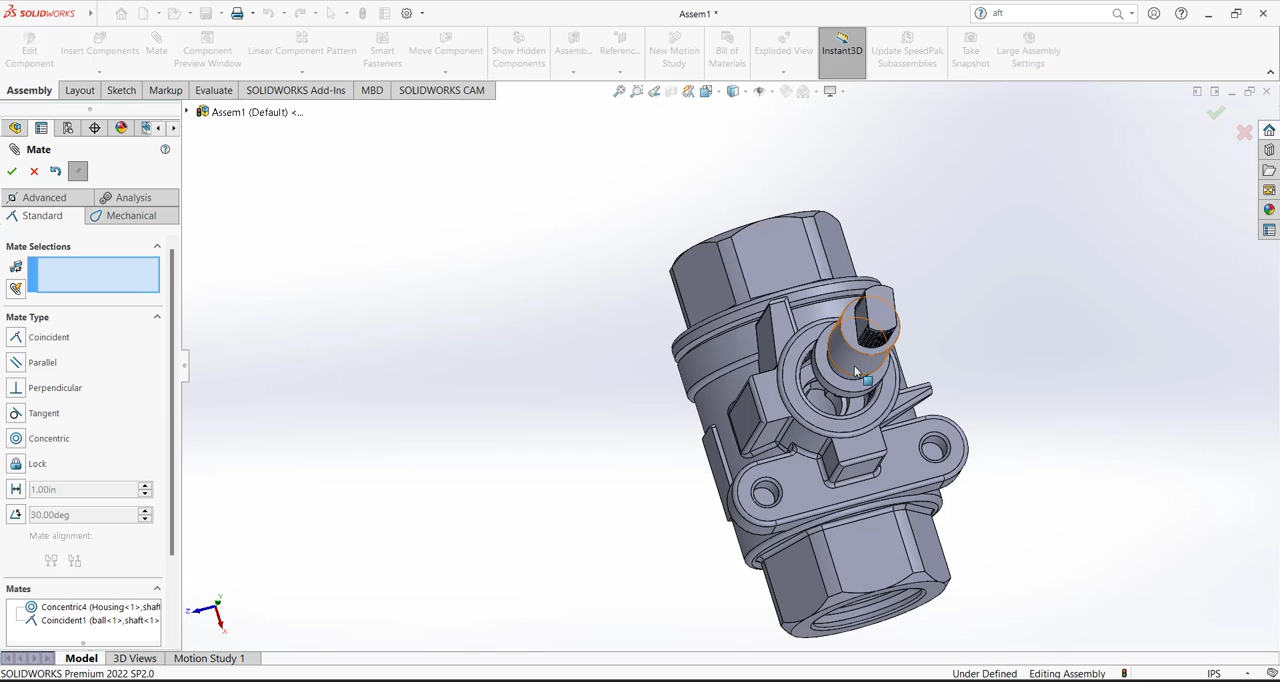 SOLIDWORKS
Assem1 *
aft
Edit Component
Insert Components
Mate
Component Preview Window
Linear Component Pattern
Smart Fasteners
Move Component
Show Hidden Components
Assemb...
Referenc...
New Motion Study
Bill of Materials
Exploded View
Instant3D
Update SpeedPak Subassemblies
Take Snapshot
Large Assembly Settings
Assembly
Layout
Sketch
Markup
Evaluate
SOLIDWORKS Add-Ins
MBD
SOLIDWORKS CAM
Assem1 (Default) <...
Mate
Advanced
Analysis
Standard
Mechanical
Mate Selections
Mate Type
Coincident
Parallel
Perpendicular
Tangent
Concentric
Lock
1.00in
30.00deg
Mate alignment:
Mates
Concentric4 (Housing<1>,shaft
Coincident1 (ball<1>,shaft<1>
Y
Z
X
Model
3D Views
Motion Study 1
SOLIDWORKS Premium 2022 SP2.0
Under Defined
Editing Assembly
IPS